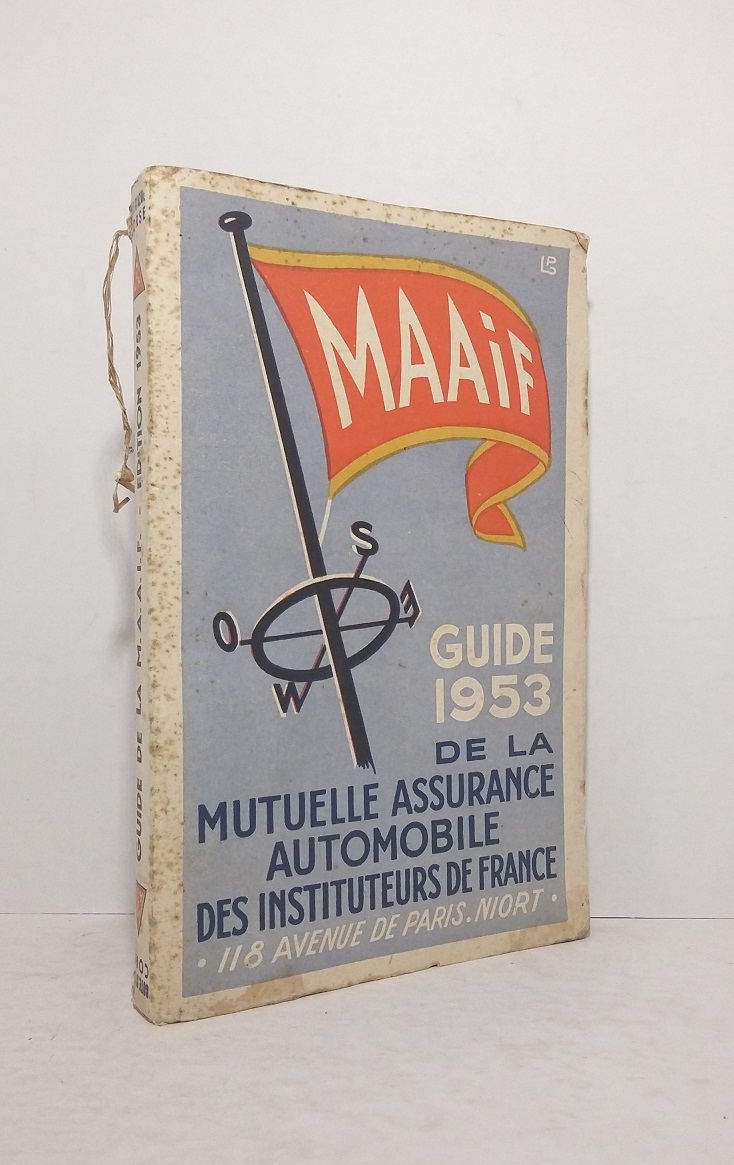 MAAiF
S
E
O
W
GUIDE
1953
DE LA
MUTUELLE ASSURANCE
AUTOMOBILE
DES INSTITUTEURS DE FRANCE
• 118 AVENUE DE PARIS. NIORT •
GUIDE DE LA M.A.A.I.F. - EDITION 1953